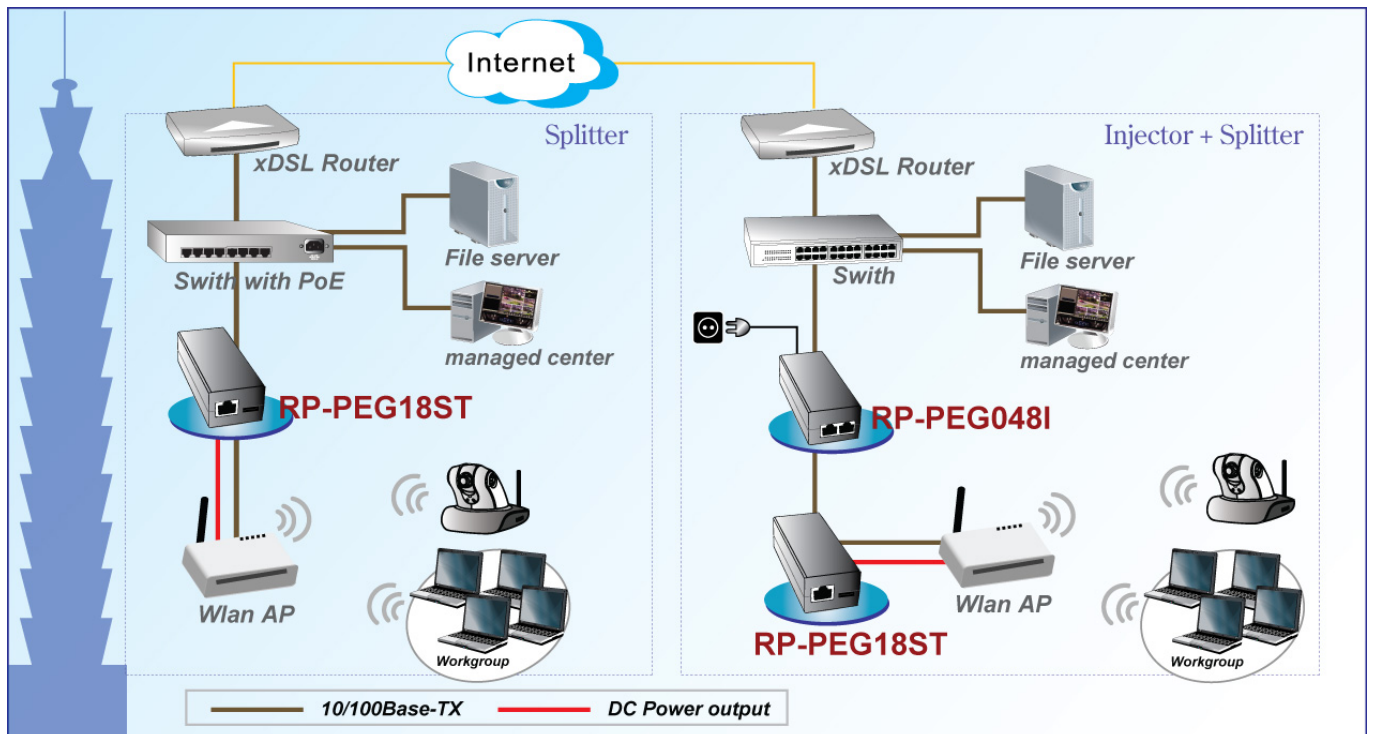 Internet
Splitter
xDSL Router
File server
Swith with PoE
managed center
RP-PEG18ST
Wlan AP
Workgroup
Injector + Splitter
xDSL Router
File server
Swith
managed center
RP-PEG048I
Wlan AP
RP-PEG18ST
Workgroup
10/100Base-TX
DC Power output